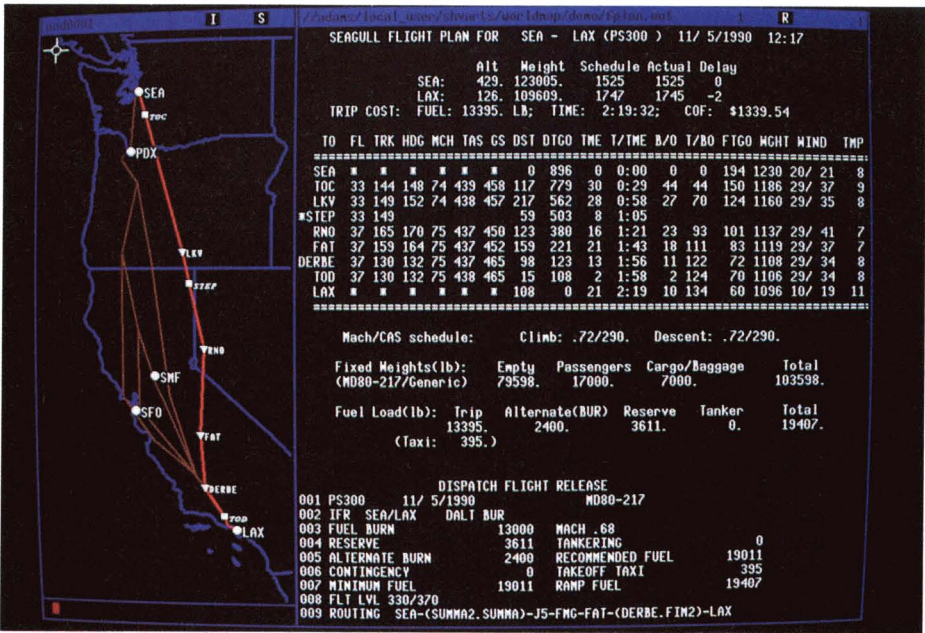 pad0001 I S
//adams/local_user/shvarts/worldmap/demo/fplan.out 1 R 1
SEA
TOC
PDX
LKV
STEP
RNO
SMF
SFO
FAT
DERBE
TOD
LAX
SEAGULL FLIGHT PLAN FOR SEA - LAX (PS300 ) 11/ 5/1990 12:17
Alt Weight Schedule Actual Delay
SEA: 429. 123005. 1525 1525 0
LAX: 126. 109609. 1747 1745 -2
TRIP COST: FUEL: 13395. LB; TIME: 2:19:32; COF: $1339.54
TO FL TRK HDG MCH TAS GS DST DTGO TME T/TIME B/O T/BO FTGO WGHT WIND TMP
SEA * * * * * * 0 896 0 0:00 0 0 194 1230 20/ 21 8
TOC 33 144 148 74 439 458 117 779 30 0:29 44 44 150 1186 29/ 37 9
LKV 33 149 152 74 438 457 217 562 28 0:58 27 70 124 1160 29/ 35 8
*STEP 33 149 59 503 8 1:05
RNO 37 165 170 75 437 450 123 380 16 1:21 23 93 101 1137 29/ 41 7
FAT 37 159 164 75 437 452 159 221 21 1:43 18 111 83 1119 29/ 37 7
DERBE 37 130 132 75 437 465 98 123 13 1:56 11 122 72 1108 29/ 34 8
TOD 37 130 132 75 438 465 15 108 2 1:58 2 124 70 1106 29/ 34 8
LAX * * * * * * 108 0 21 2:19 10 134 60 1096 10/ 19 11
Mach/CAS schedule: Climb: .72/290. Descent: .72/290.
Fixed Weights(lb): Empty Passengers Cargo/Baggage Total
(MD80-217/Generic) 79598. 17000. 7000. 103598.
Fuel Load(lb): Trip Alternate(BUR) Reserve Tanker Total
13395. 2400. 3611. 0. 19407.
(Taxi: 395.)
DISPATCH FLIGHT RELEASE
001 PS300 11/ 5/1990 MD80-217
002 IFR SEA/LAX DALT BUR
003 FUEL BURN 13000 MACH .68
004 RESERVE 3611 TANKERING 0
005 ALTERNATE BURN 2400 RECOMMENDED FUEL 19011
006 CONTINGENCY 0 TAKEOFF TAXI 395
007 MINIMUM FUEL 19011 RAMP FUEL 19407
008 FLT LVL 330/370
009 ROUTING SEA-(SUMMA2.SUMMA)-J5-FMG-FAT-(DERBE.FIM2)-LAX